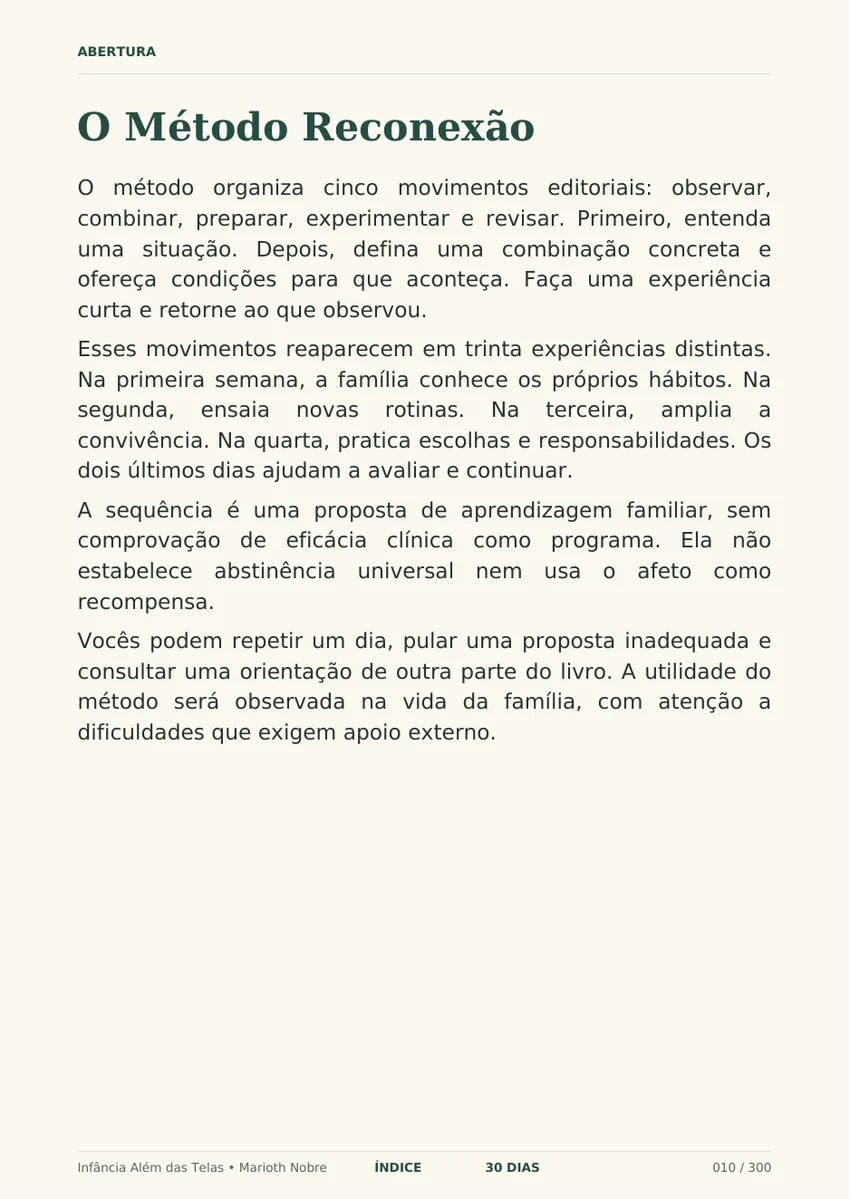 ABERTURA
O Método Reconexão
O método organiza cinco movimentos editoriais: observar,
combinar, preparar, experimentar e revisar. Primeiro, entenda
uma situação. Depois, defina uma combinação concreta e
ofereça condições para que aconteça. Faça uma experiência
curta e retorne ao que observou.
Esses movimentos reaparecem em trinta experiências distintas.
Na primeira semana, a família conhece os próprios hábitos. Na
segunda, ensaia novas rotinas. Na terceira, amplia a
convivência. Na quarta, pratica escolhas e responsabilidades. Os
dois últimos dias ajudam a avaliar e continuar.
A sequência é uma proposta de aprendizagem familiar, sem
comprovação de eficácia clínica como programa. Ela não
estabelece abstinência universal nem usa o afeto como
recompensa.
Vocês podem repetir um dia, pular uma proposta inadequada e
consultar uma orientação de outra parte do livro. A utilidade do
método será observada na vida da família, com atenção a
dificuldades que exigem apoio externo.
Infância Além das Telas • Marioth Nobre ÍNDICE 30 DIAS 010 / 300